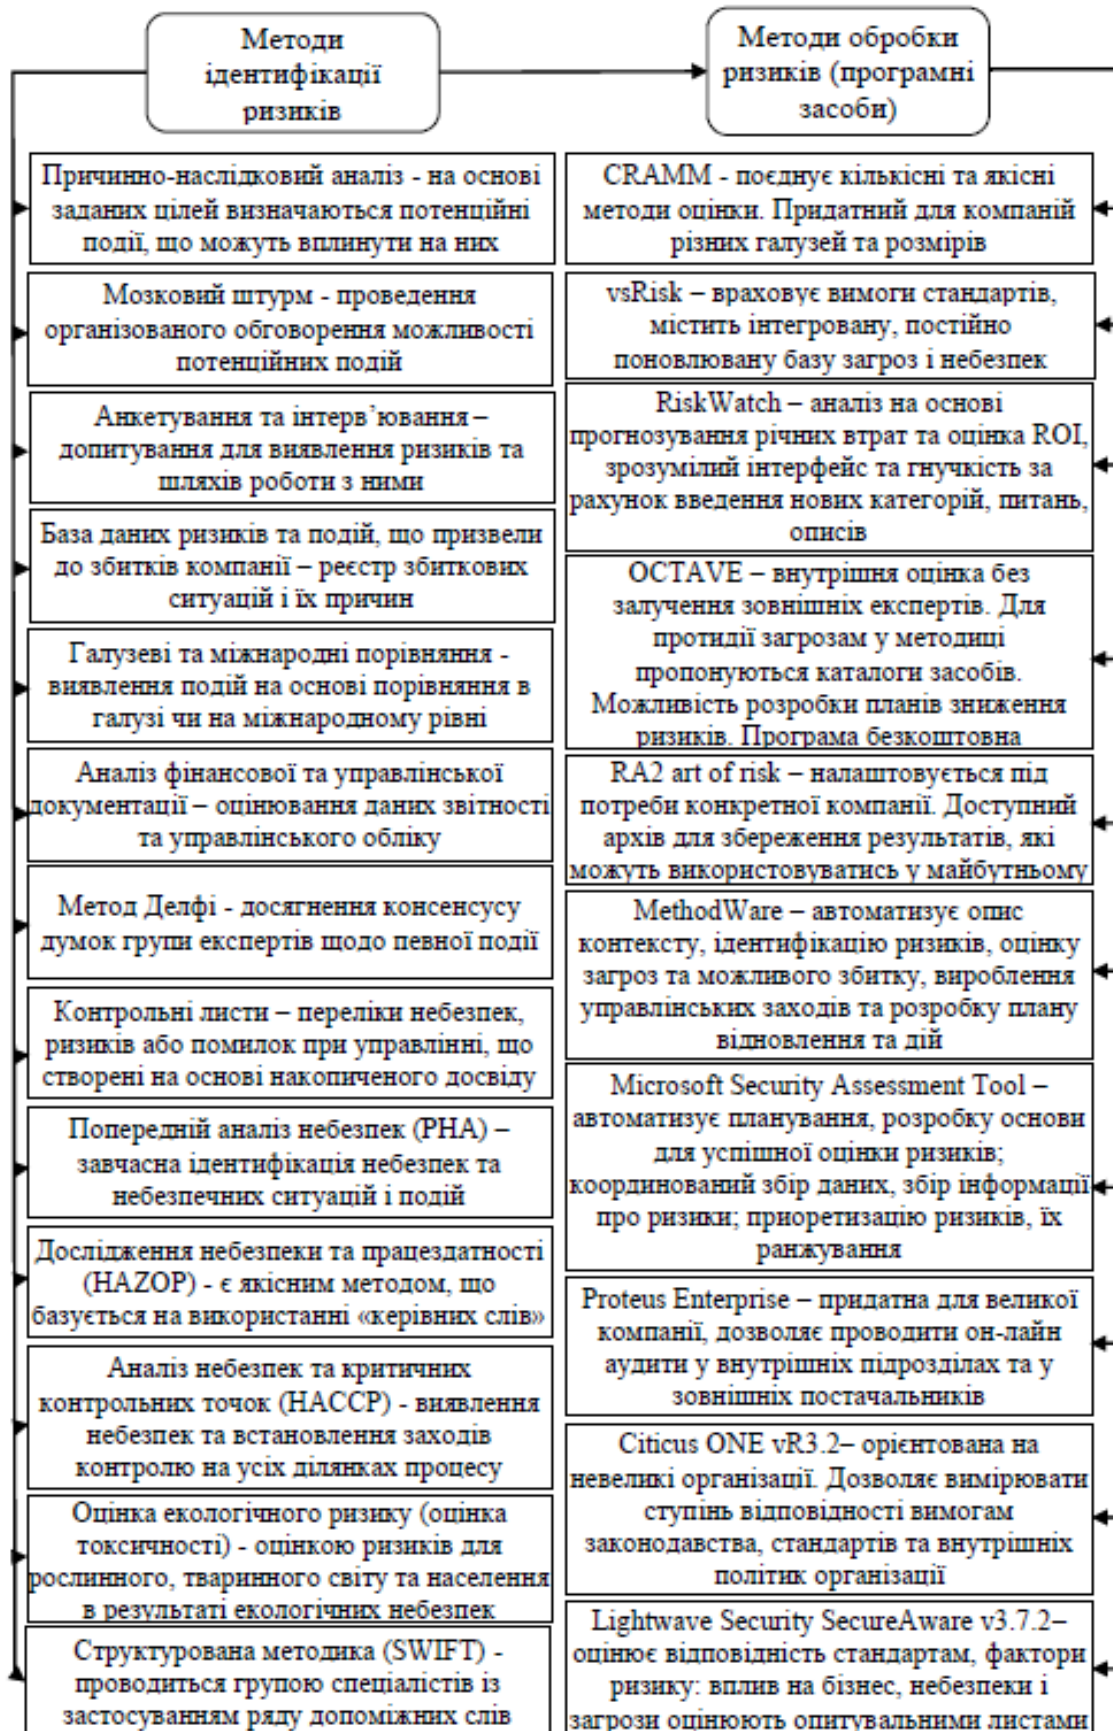 Методи
ідентифікації
ризиків
Методи обробки
ризиків (програмні
засоби)
Причинно-наслідковий аналіз - на основі
заданих цілей визначаються потенційні
події, що можуть вплинути на них
Мозковий штурм - проведення
організованого обговорення можливості
потенційних подій
Анкетування та інтерв’ювання –
допитування для виявлення ризиків та
шляхів роботи з ними
База даних ризиків та подій, що призвели
до збитків компанії – реєстр збиткових
ситуацій і їх причин
Галузеві та міжнародні порівняння -
виявлення подій на основі порівняння в
галузі чи на міжнародному рівні
Аналіз фінансової та управлінської
документації – оцінювання даних звітності
та управлінського обліку
Метод Делфі - досягнення консенсусу
думок групи експертів щодо певної події
Контрольні листи – переліки небезпек,
ризиків або помилок при управлінні, що
створені на основі накопиченого досвіду
Попередній аналіз небезпек (PHA) –
завчасна ідентифікація небезпек та
небезпечних ситуацій і подій
Дослідження небезпеки та працездатності
(HAZOP) - є якісним методом, що
базується на використанні «керівних слів»
Аналіз небезпек та критичних
контрольних точок (HACCP) - виявлення
небезпек та встановлення заходів
контролю на усіх ділянках процесу
Оцінка екологічного ризику (оцінка
токсичності) - оцінкою ризиків для
рослинного, тваринного світу та населення
в результаті екологічних небезпек
Структурована методика (SWIFT) -
проводиться групою спеціалістів із
застосуванням ряду допоміжних слів
CRAMM - поєднує кількісні та якісні
методи оцінки. Придатний для компаній
різних галузей та розмірів
vsRisk – враховує вимоги стандартів,
містить інтегровану, постійно
поновлювану базу загроз і небезпек
RiskWatch – аналіз на основі
прогнозування річних втрат та оцінка ROI,
зрозумілий інтерфейс та гнучкість за
рахунок введення нових категорій, питань,
описів
OCTAVE – внутрішня оцінка без
залучення зовнішніх експертів. Для
протидії загрозам у методиці
пропонуються каталоги засобів.
Можливість розробки планів зниження
ризиків. Програма безкоштовна
RA2 art of risk – налаштовується під
потреби конкретної компанії. Доступний
архів для збереження результатів, які
можуть використовуватись у майбутньому
MethodWare – автоматизує опис
контексту, ідентифікацію ризиків, оцінку
загроз та можливого збитку, вироблення
управлінських заходів та розробку плану
відновлення та дій
Microsoft Security Assessment Tool –
автоматизує планування, розробку основи
для успішної оцінки ризиків;
координований збір даних, збір інформації
про ризики; приоретизацію ризиків, їх
ранжування
Proteus Enterprise – придатна для великої
компанії, дозволяє проводити он-лайн
аудити у внутрішніх підрозділах та у
зовнішніх постачальників
Citicus ONE vR3.2– орієнтована на
невеликі організації. Дозволяє вимірювати
ступінь відповідності вимогам
законодавства, стандартів та внутрішніх
політик організації
Lightwave Security SecureAware v3.7.2–
оцінює відповідність стандартам, фактори
ризику: вплив на бізнес, небезпеки і
загрози оцінюють опитувальними листами